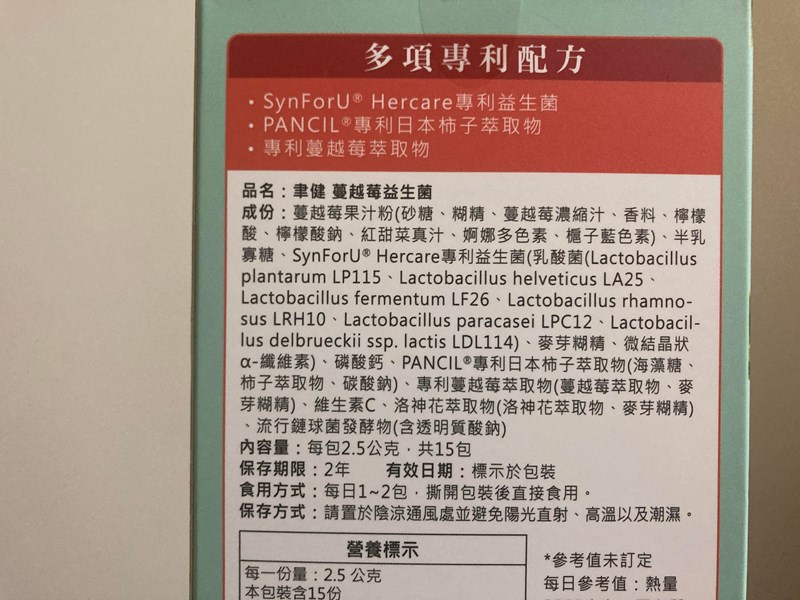 多項專利配方
・SynForU® Hercare專利益生菌
・PANCIL®專利日本柿子萃取物
・專利蔓越莓萃取物
品名：聿健 蔓越莓益生菌
成份：蔓越莓果汁粉(砂糖、糊精、蔓越莓濃縮汁、香料、檸檬
酸、檸檬酸鈉、紅甜菜真汁、婀娜多色素、梔子藍色素)、半乳
寡糖、SynForU® Hercare專利益生菌(乳酸菌(Lactobacillus
plantarum LP115、Lactobacillus helveticus LA25、
Lactobacillus fermentum LF26、Lactobacillus rhamno-
sus LRH10、Lactobacillus paracasei LPC12、Lactobacil-
lus delbrueckii ssp. lactis LDL114)、麥芽糊精、微結晶狀
α-纖維素)、磷酸鈣、PANCIL®專利日本柿子萃取物(海藻糖、
柿子萃取物、碳酸鈉)、專利蔓越莓萃取物(蔓越莓萃取物、麥
芽糊精)、維生素C、洛神花萃取物(洛神花萃取物、麥芽糊精)
、流行鏈球菌發酵物(含透明質酸鈉)
內容量：每包2.5公克，共15包
保存期限：2年 有效日期：標示於包裝
食用方式：每日1~2包，撕開包裝後直接食用。
保存方式：請置於陰涼通風處並避免陽光直射、高溫以及潮濕。
營養標示
每一份量：2.5 公克
本包裝含15份
*參考值未訂定
每日參考值：熱量